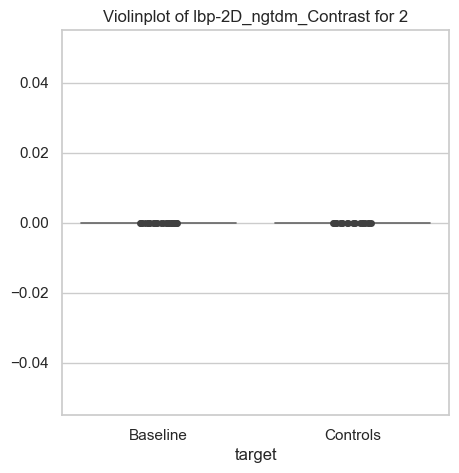 Violinplot of lbp-2D_ngtdm_Contrast for 2
0.04
0.02
0.00
−0.02
−0.04
Baseline
Controls
target